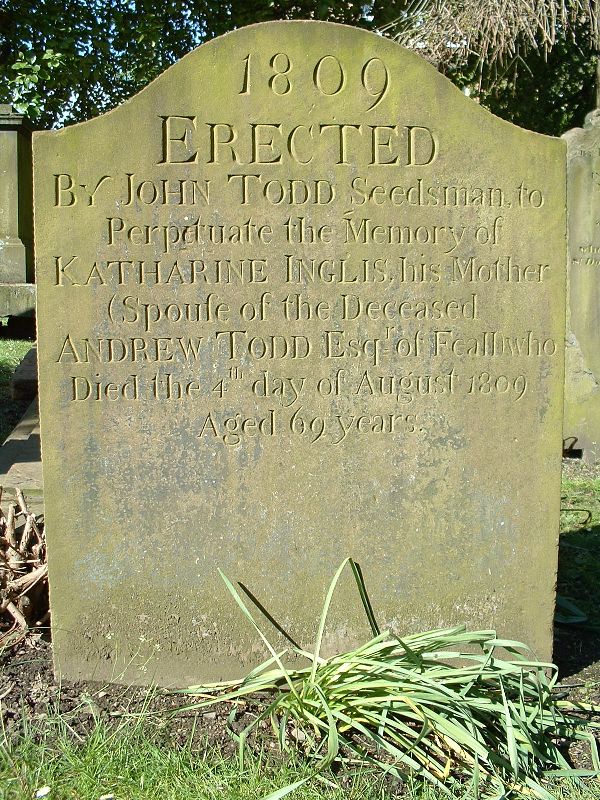 1809
ERECTED
BY JOHN TODD Seedsman, to
Perpetuate the Memory of
KATHARINE INGLIS, his Mother
(Spouſe of the Deceased
ANDREW TODD Esqr. of Feall) who
Died the 4th day of August 1809
Aged 69 years.